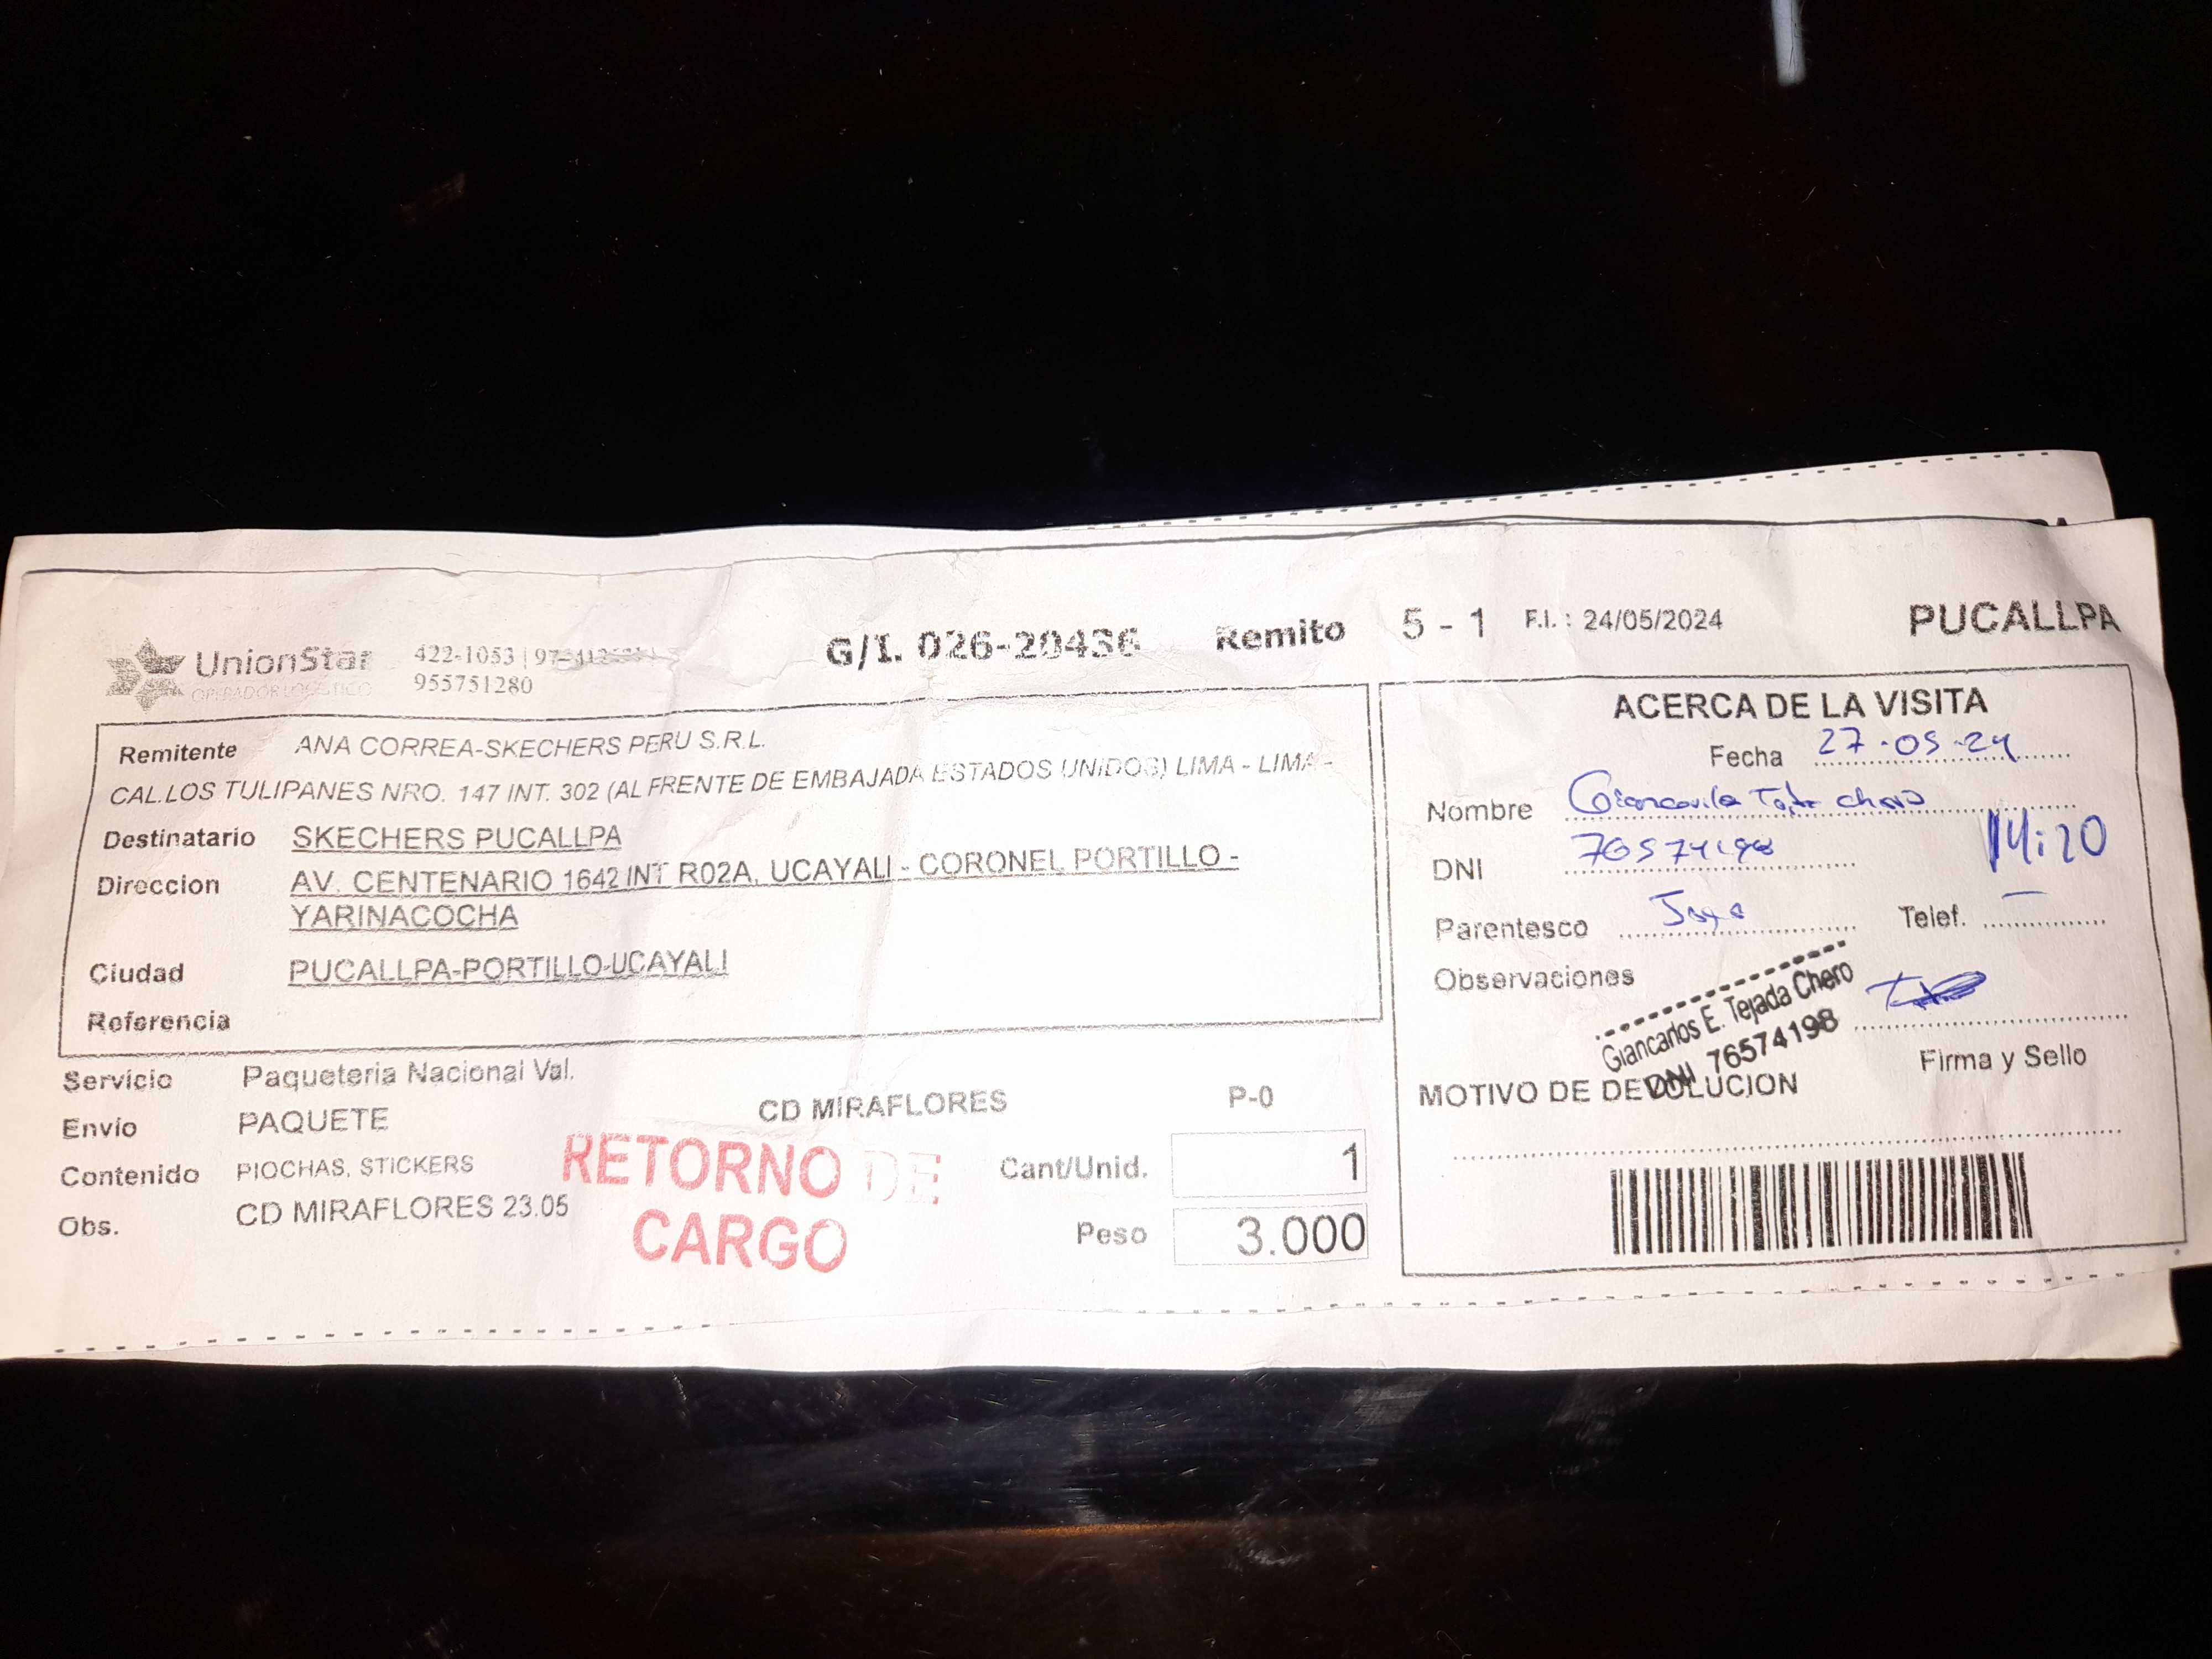 UnionStar
OPERADOR LOGISTICO
422-1053 |
955751280
G/I. 026-20436 Remito 5 - 1 F.I. : 24/05/2024 PUCALLPA
Remitente ANA CORREA-SKECHERS PERU S.R.L.
CAL.LOS TULIPANES NRO. 147 INT. 302 (AL FRENTE DE EMBAJADA ESTADOS UNIDOS) LIMA - LIMA -
Destinatario SKECHERS PUCALLPA
Direccion AV. CENTENARIO 1642 INT R02A, UCAYALI - CORONEL PORTILLO -
YARINACOCHA
Ciudad PUCALLPA-PORTILLO-UCAYALI
Referencia
Servicio Paqueteria Nacional Val.
Envio PAQUETE
CD MIRAFLORES P-0
Contenido PIOCHAS, STICKERS
Obs. CD MIRAFLORES 23.05
RETORNO DE
CARGO
Cant/Unid. 1
Peso 3.000
ACERCA DE LA VISITA
Fecha 27-05-24
Nombre
DNI 76574198 14:20
Parentesco
Telef. —
Observaciones
Giancarlos E. Tejada Chero
DNI 76574198
Firma y Sello
MOTIVO DE DEVOLUCION